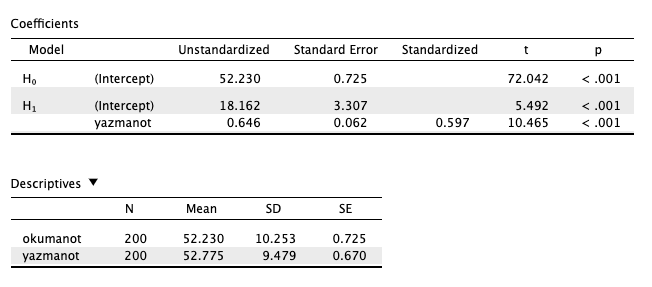 Coefficients
Model Unstandardized Standard Error Standardized t p
H₀ (Intercept) 52.230 0.725 72.042 < .001
H₁ (Intercept) 18.162 3.307 5.492 < .001
yazmanot 0.646 0.062 0.597 10.465 < .001
Descriptives ▼
N Mean SD SE
okumanot 200 52.230 10.253 0.725
yazmanot 200 52.775 9.479 0.670